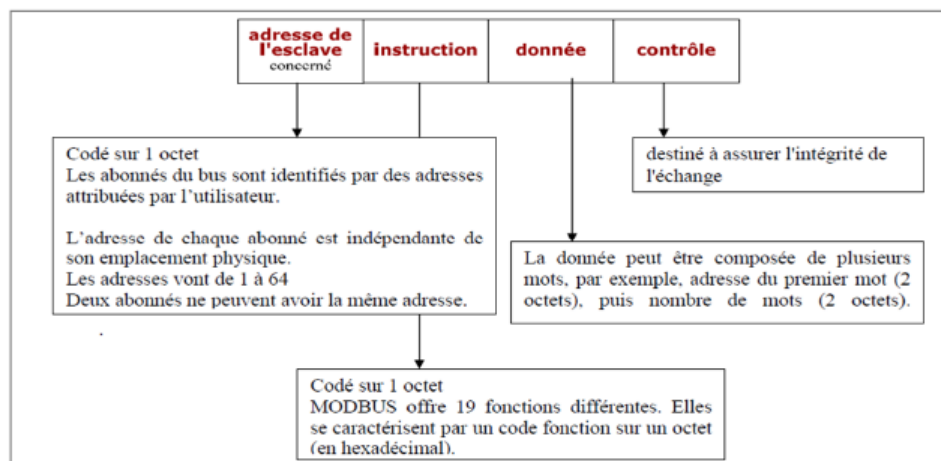 adresse de
l'esclave
concerné
instruction
donnée
contrôle
Codé sur 1 octet
Les abonnés du bus sont identifiés par des adresses
attribuées par l'utilisateur.
L'adresse de chaque abonné est indépendante de
son emplacement physique.
Les adresses vont de 1 à 64
Deux abonnés ne peuvent avoir la même adresse.
.
destiné à assurer l'intégrité de
l'échange
La donnée peut être composée de plusieurs
mots, par exemple, adresse du premier mot (2
octets), puis nombre de mots (2 octets).
Codé sur 1 octet
MODBUS offre 19 fonctions différentes. Elles
se caractérisent par un code fonction sur un octet
(en hexadécimal).